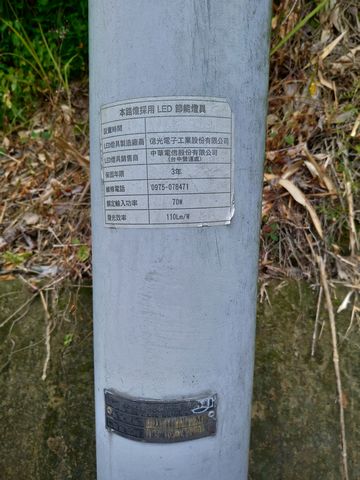 本路燈採用 LED 節能燈具
設置時間
LED燈具製造廠商 億光電子工業股份有限公司
LED燈具銷售商 中華電信股份有限公司
(台中營運處)
保固年限 3年
維修電話 0975-078471
額定輸入功率 70W
發光效率 110Lm/W